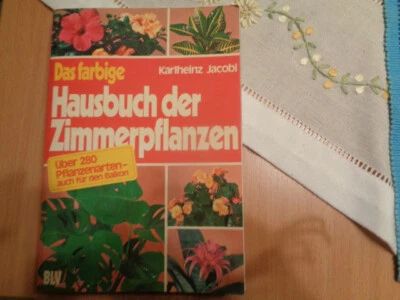 Das farbige
Karlheinz Jacobi
Hausbuch der
Zimmerpflanzen
Über 280
Pflanzenarten-
auch für den Balkon
BLV